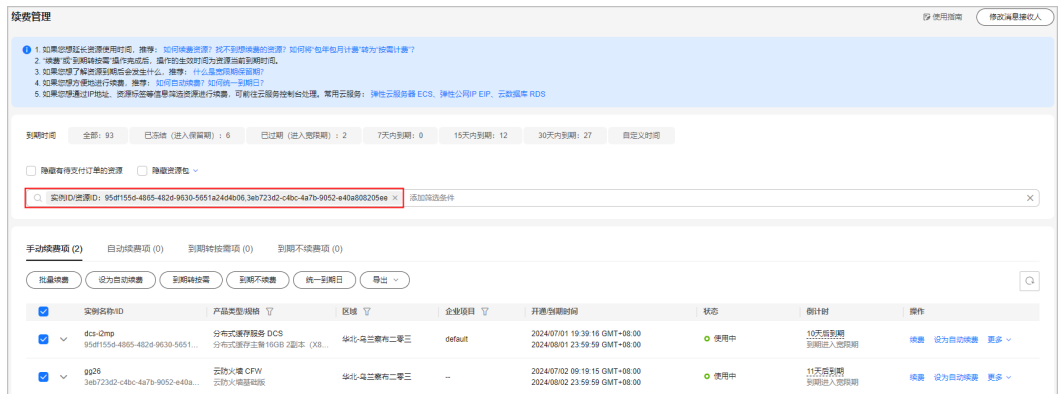 续费管理
使用指南
修改消息接收人
1. 如果您想延长资源使用时间，推荐： 如何续费资源？找不到想续费的资源？如何将“包年包月计费”转为“按需计费”？
2. “续费”或“到期转按需”操作完成后，操作的生效时间为资源当前到期时间。
3. 如果您想了解资源到期后会发生什么，推荐： 什么是宽限期保留期？
4. 如果您想方便地进行续费，推荐： 如何自动续费？如何统一到期日？
5. 如果您想通过IP地址、资源标签等信息筛选资源进行续费，可前往云服务控制台处理。常用云服务： 弹性云服务器 ECS、弹性公网IP EIP、云数据库 RDS
到期时间 全部：93 已冻结（进入保留期）：6 已过期（进入宽限期）：2 7天内到期：0 15天内到期：12 30天内到期：27 自定义时间
隐藏有待支付订单的资源 隐藏资源包
实例ID/资源ID：95df155d-4865-482d-9630-5651a24d4b06,3eb723d2-c4bc-4a7b-9052-e40a808205ee × 添加筛选条件
手动续费项 (2) 自动续费项 (0) 到期转按需项 (0) 到期不续费项 (0)
批量续费 设为自动续费 到期转按需 到期不续费 统一到期日 导出
实例名称/ID 产品类型/规格 区域 企业项目 开通/到期时间 状态 倒计时 操作
dcs-i2mp 分布式缓存服务 DCS 华北-乌兰察布二零三 default 2024/07/01 19:39:16 GMT+08:00 使用中 10天后到期 续费 设为自动续费 更多
95df155d-4865-482d-9630-5651... 分布式缓存主备16GB 2副本（X8... 2024/08/01 23:59:59 GMT+08:00 到期进入宽限期
gg26 云防火墙 CFW 华北-乌兰察布二零三 -- 2024/07/02 09:19:15 GMT+08:00 使用中 11天后到期 续费 设为自动续费 更多
3eb723d2-c4bc-4a7b-9052-e40a... 云防火墙基础版 2024/08/02 23:59:59 GMT+08:00 到期进入宽限期